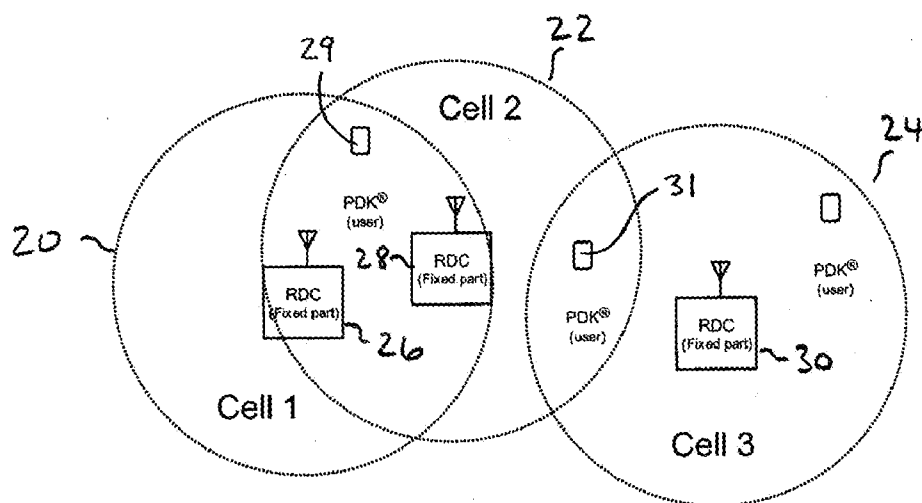 29
22
Cell 2
24
20
PDK®
(user)
31
28
RDC
(Fixed part)
RDC
(Fixed part)
26
PDK®
(user)
RDC
(Fixed part)
30
PDK®
(user)
Cell 1
Cell 3